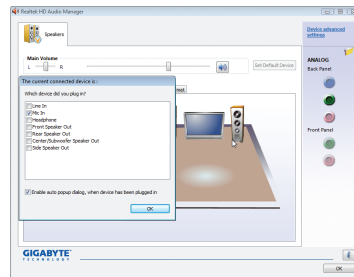 Realtek HD Audio Manager
Speakers
Device advanced settings
Main Volume
L R
Set Default Device
ANALOG
Back Panel
The current connected device is :
Which device did you plug in?
Line In
Mic In
Headphone
Front Speaker Out
Rear Speaker Out
Center/Subwoofer Speaker Out
Side Speaker Out
Enable auto popup dialog, when device has been plugged in
OK
Front Panel
GIGABYTE™
TECHNOLOGY
OK